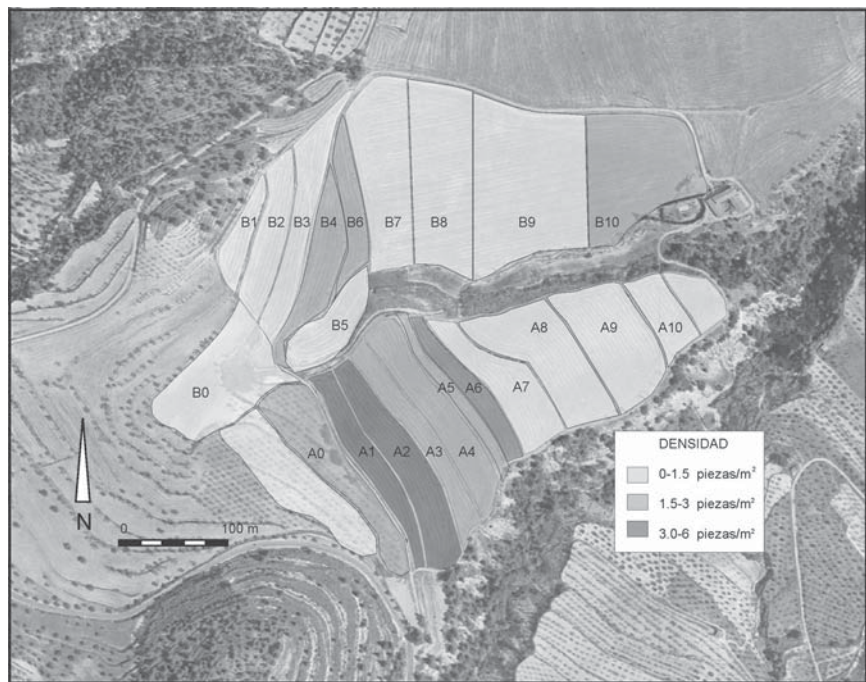 B1
B2
B3
B4
B6
B7
B8
B9
B10
B5
B0
A8
A9
A10
A5
A6
A7
A0
A1
A2
A3
A4
N
0 100 m
DENSIDAD
0-1.5 piezas/m²
1.5-3 piezas/m²
3.0-6 piezas/m²